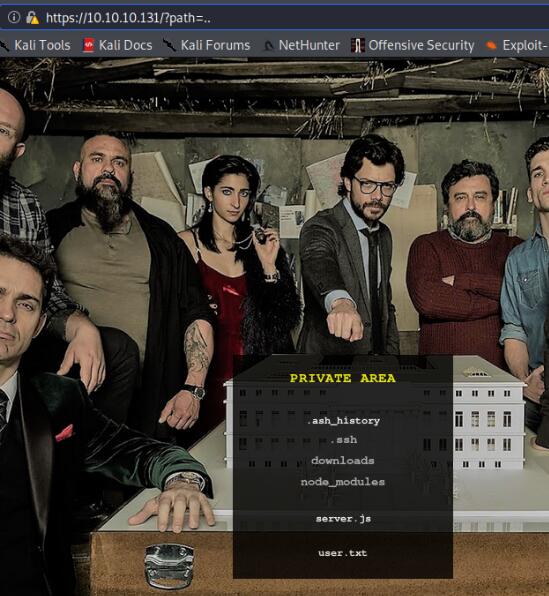 https://10.10.10.131/?path=..
Kali Tools Kali Docs Kali Forums NetHunter Offensive Security Exploit-
PRIVATE AREA
.ash_history
.ssh
downloads
node_modules
server.js
user.txt